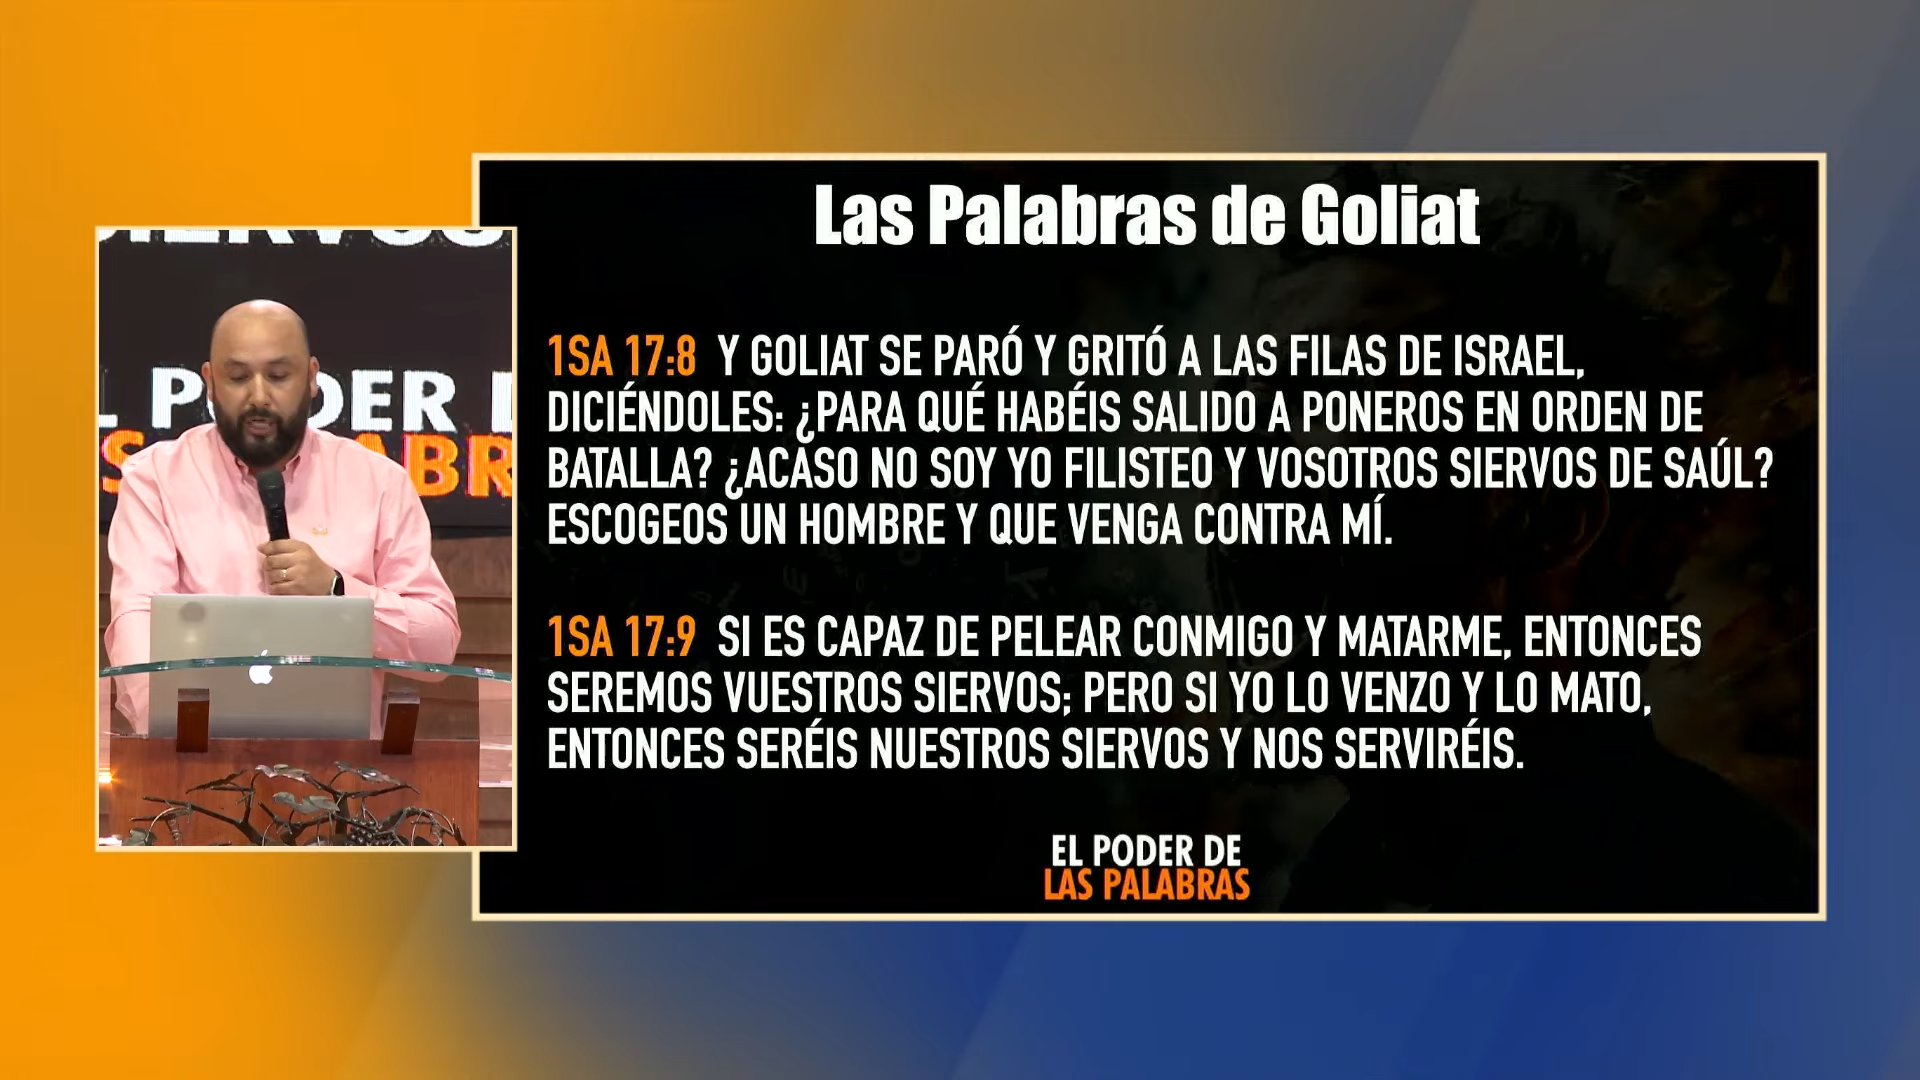 Las Palabras de Goliat
1SA 17:8 Y GOLIAT SE PARÓ Y GRITÓ A LAS FILAS DE ISRAEL,
DICIÉNDOLES: ¿PARA QUÉ HABÉIS SALIDO A PONEROS EN ORDEN DE
BATALLA? ¿ACASO NO SOY YO FILISTEO Y VOSOTROS SIERVOS DE SAÚL?
ESCOGEOS UN HOMBRE Y QUE VENGA CONTRA MÍ.
1SA 17:9 SI ES CAPAZ DE PELEAR CONMIGO Y MATARME, ENTONCES
SEREMOS VUESTROS SIERVOS; PERO SI YO LO VENZO Y LO MATO,
ENTONCES SERÉIS NUESTROS SIERVOS Y NOS SERVIRÉIS.
EL PODER DE
LAS PALABRAS